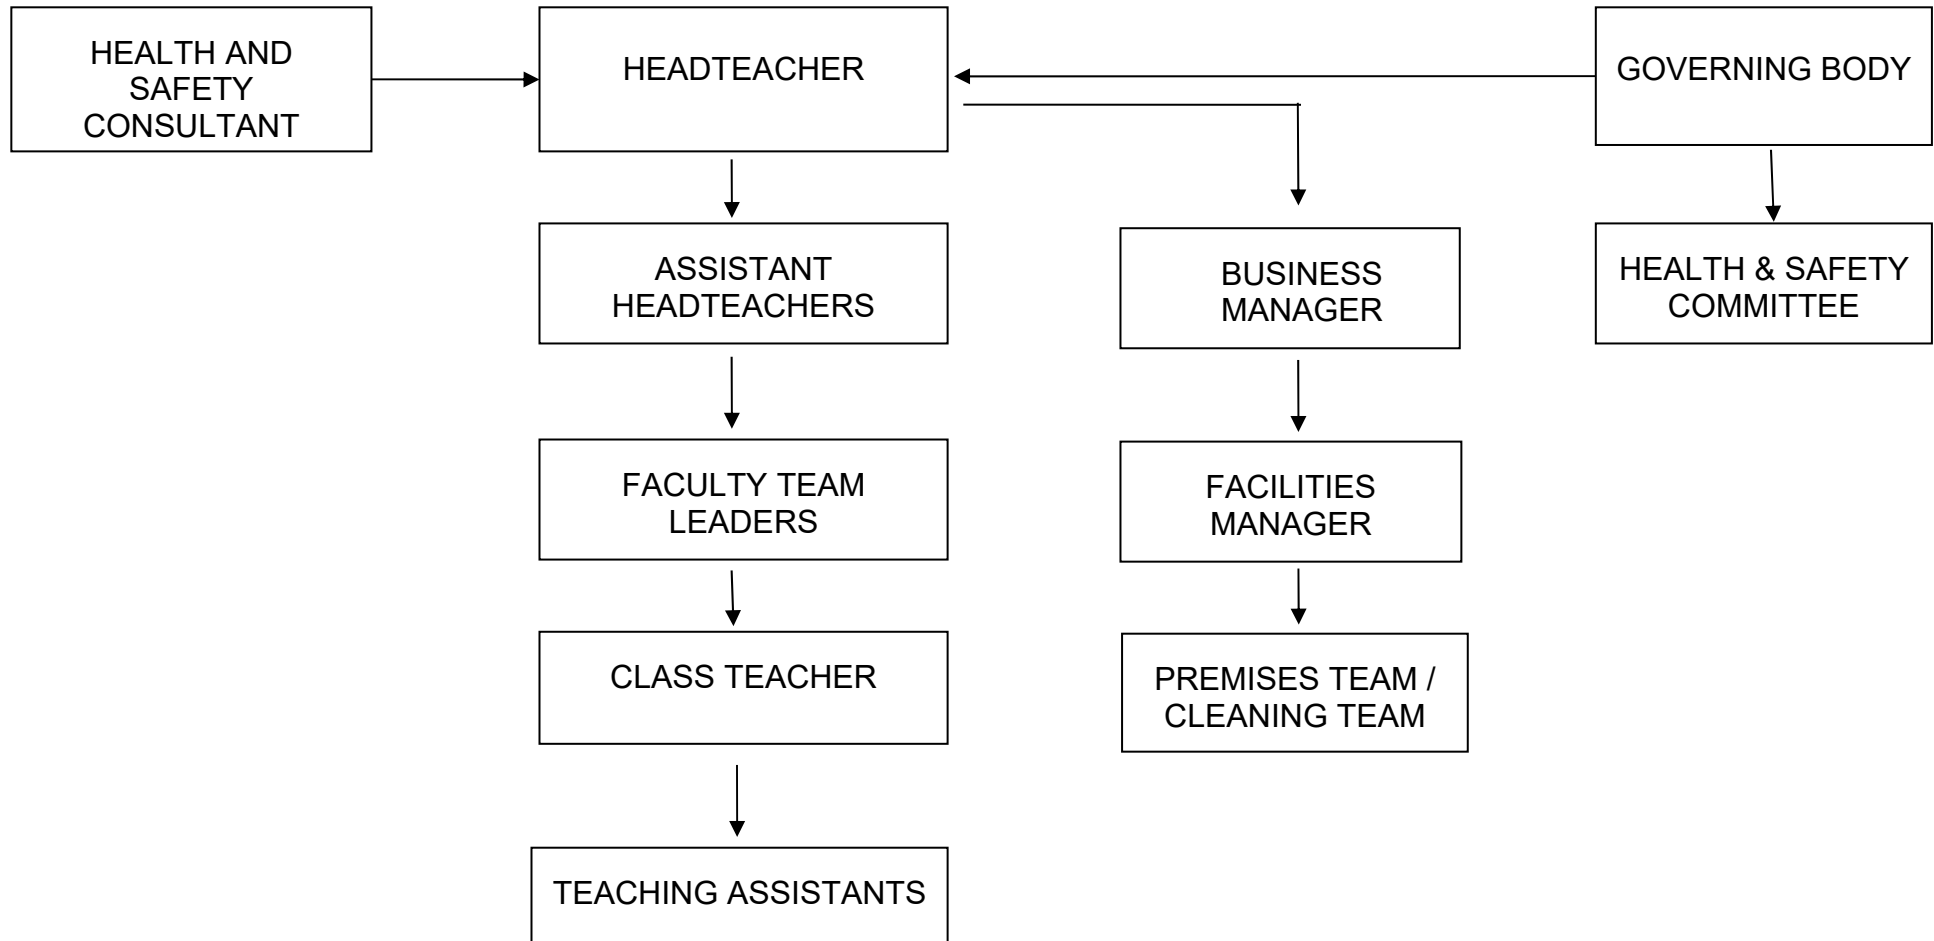 HEALTH AND
SAFETY
CONSULTANT
HEADTEACHER
GOVERNING BODY
ASSISTANT
HEADTEACHERS
BUSINESS
MANAGER
HEALTH & SAFETY
COMMITTEE
FACULTY TEAM
LEADERS
FACILITIES
MANAGER
CLASS TEACHER
PREMISES TEAM /
CLEANING TEAM
TEACHING ASSISTANTS